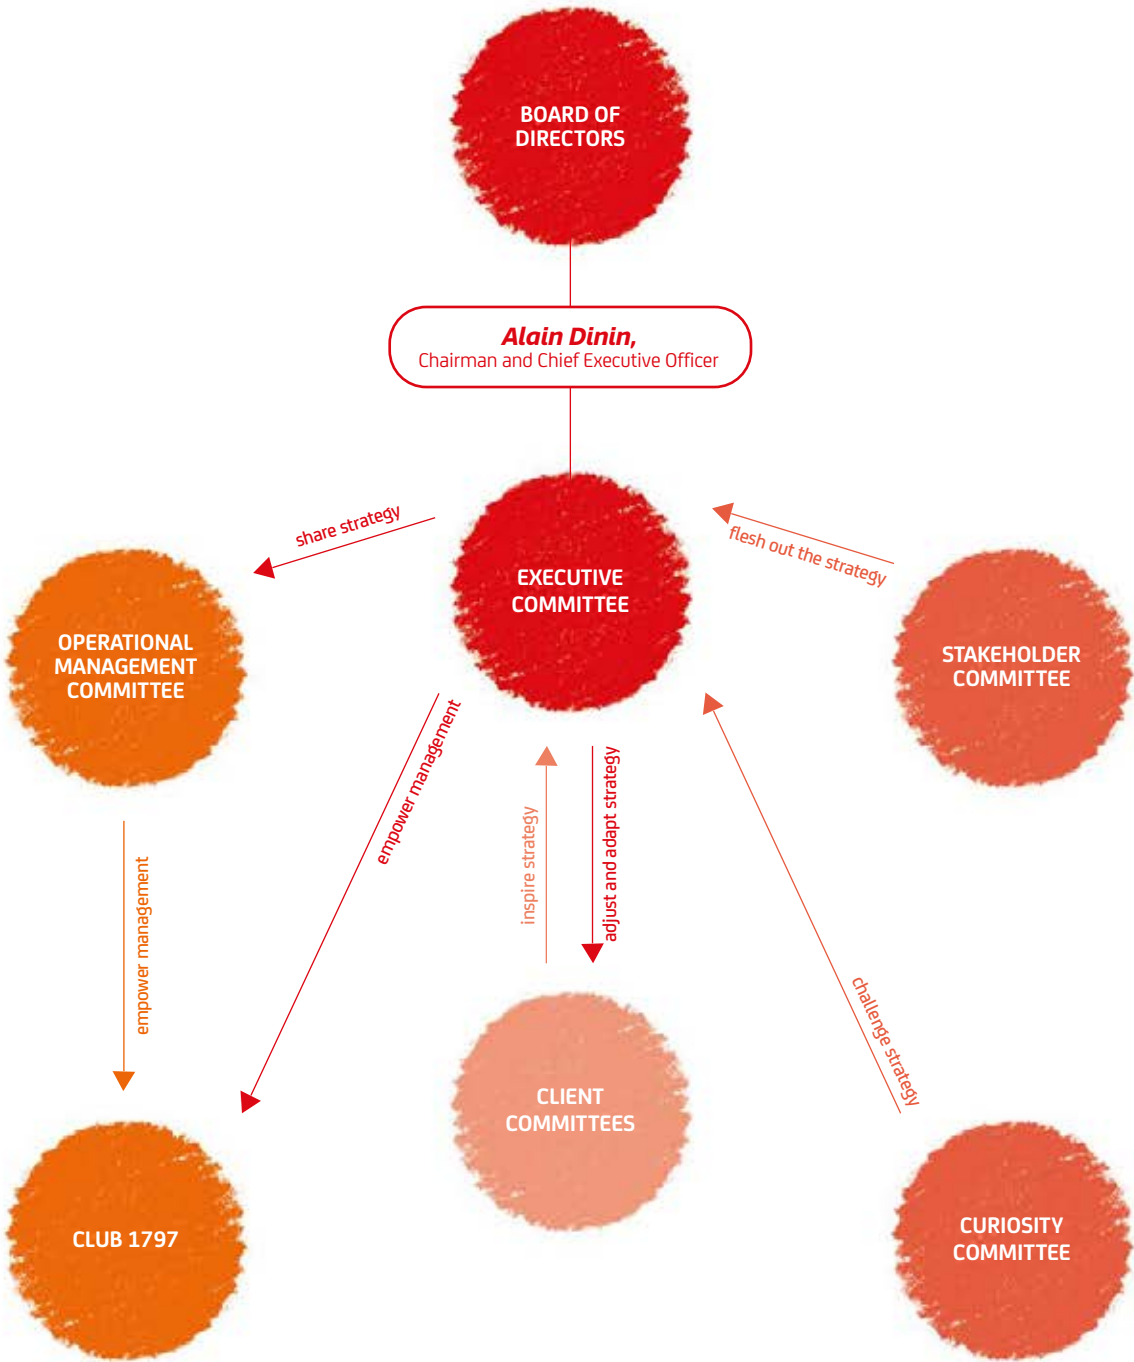 BOARD OF
DIRECTORS
Alain Dinin,
Chairman and Chief Executive Officer
share strategy
flesh out the strategy
EXECUTIVE
COMMITTEE
OPERATIONAL
MANAGEMENT
COMMITTEE
STAKEHOLDER
COMMITTEE
empower management
empower management
inspire strategy
adjust and adapt strategy
challenge strategy
CLIENT
COMMITTEES
CLUB 1797
CURIOSITY
COMMITTEE